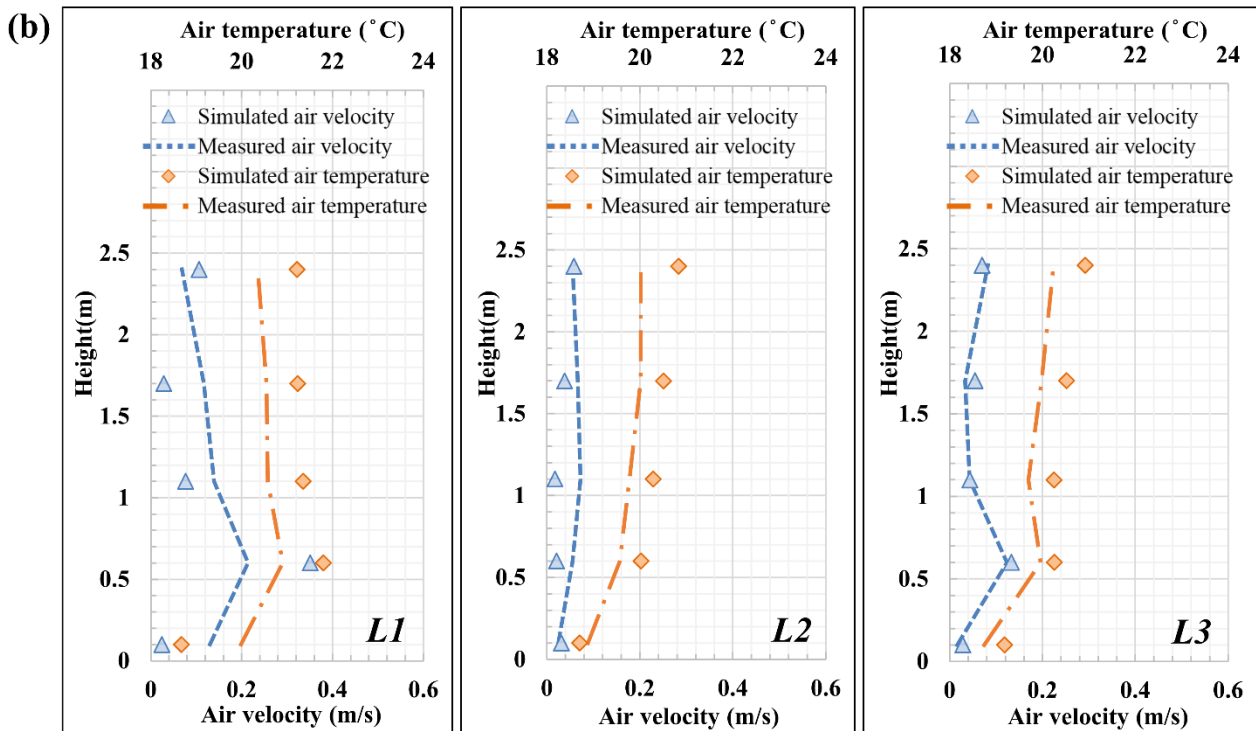 (b)
Air temperature (˚C)
18 20 22 24
Simulated air velocity
Measured air velocity
Simulated air temperature
Measured air temperature
2.5
2
1.5
1
0.5
0
Height(m)
L1
0 0.2 0.4 0.6
Air velocity (m/s)
Air temperature (˚C)
18 20 22 24
Simulated air velocity
Measured air velocity
Simulated air temperature
Measured air temperature
2.5
2
1.5
1
0.5
0
Height(m)
L2
0 0.2 0.4 0.6
Air velocity (m/s)
Air temperature (˚C)
18 20 22 24
Simulated air velocity
Measured air velocity
Simulated air temperature
Measured air temperature
2.5
2
1.5
1
0.5
0
Height(m)
L3
0 0.2 0.4 0.6
Air velocity (m/s)